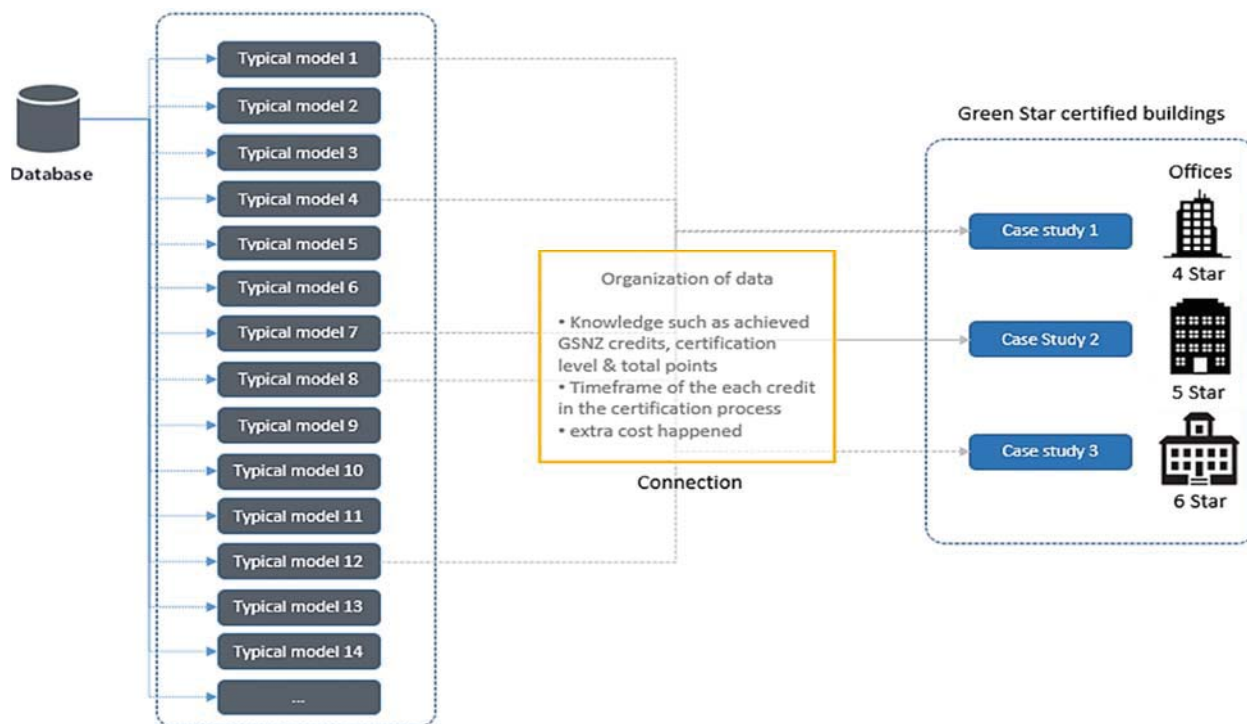 Database
Typical model 1
Typical model 2
Typical model 3
Typical model 4
Typical model 5
Typical model 6
Typical model 7
Typical model 8
Typical model 9
Typical model 10
Typical model 11
Typical model 12
Typical model 13
Typical model 14
...
Organization of data
• Knowledge such as achieved
GSNZ credits, certification
level & total points
• Timeframe of the each credit
in the certification process
• extra cost happened
Connection
Green Star certified buildings
Offices
Case study 1
4 Star
Case Study 2
5 Star
Case study 3
6 Star